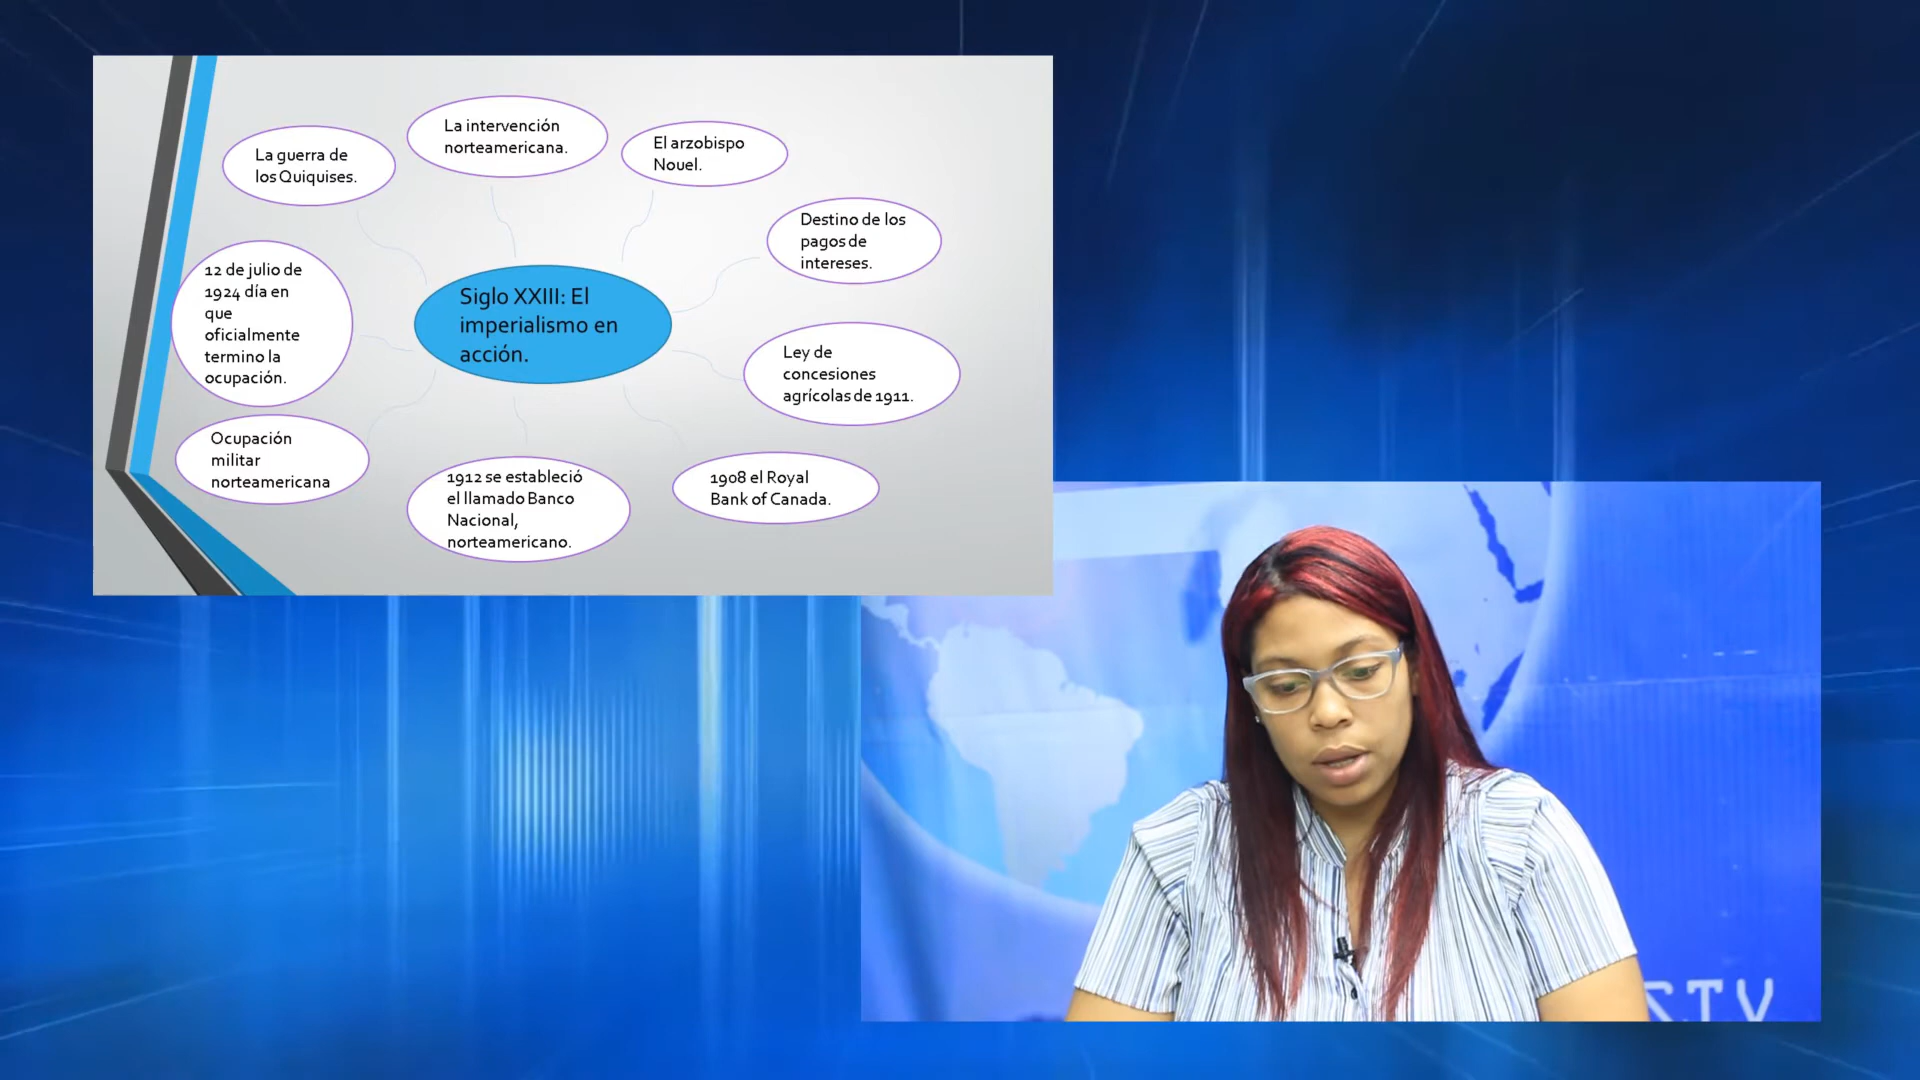 La intervención
norteamericana.
El arzobispo
Nouel.
La guerra de
los Quiquises.
Destino de los
pagos de
intereses.
12 de julio de
1924 día en
que
oficialmente
termino la
ocupación.
Siglo XXIII: El
imperialismo en
acción.
Ley de
concesiones
agrícolas de 1911.
Ocupación
militar
norteamericana
1912 se estableció
el llamado Banco
Nacional,
norteamericano.
1908 el Royal
Bank of Canada.